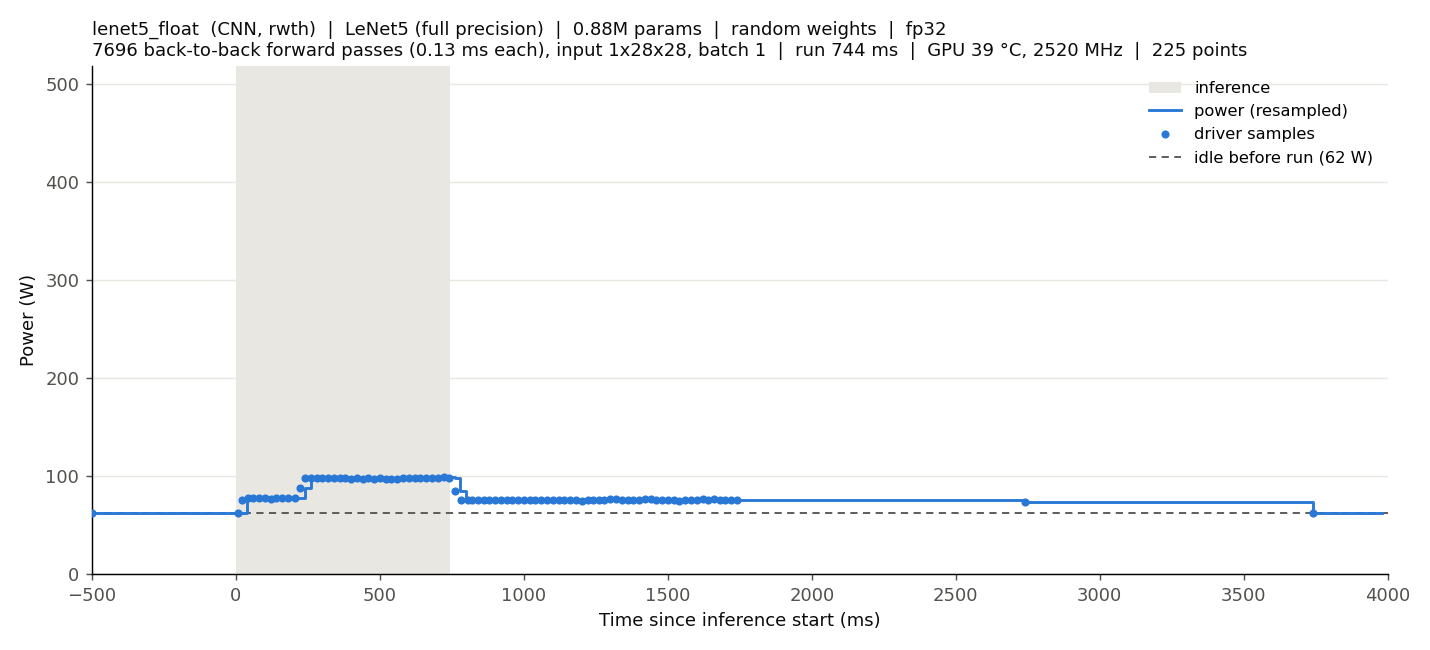 lenet5_float  (CNN, rwth)  |  LeNet5 (full precision)  |  0.88M params  |  random weights  |  fp32
7696 back-to-back forward passes (0.13 ms each), input 1x28x28, batch 1  |  run 744 ms  |  GPU 39 °C, 2520 MHz  |  225 points
inference
power (resampled)
driver samples
idle before run (62 W)
Power (W)
500
400
300
200
100
0
−500 0 500 1000 1500 2000 2500 3000 3500 4000
Time since inference start (ms)